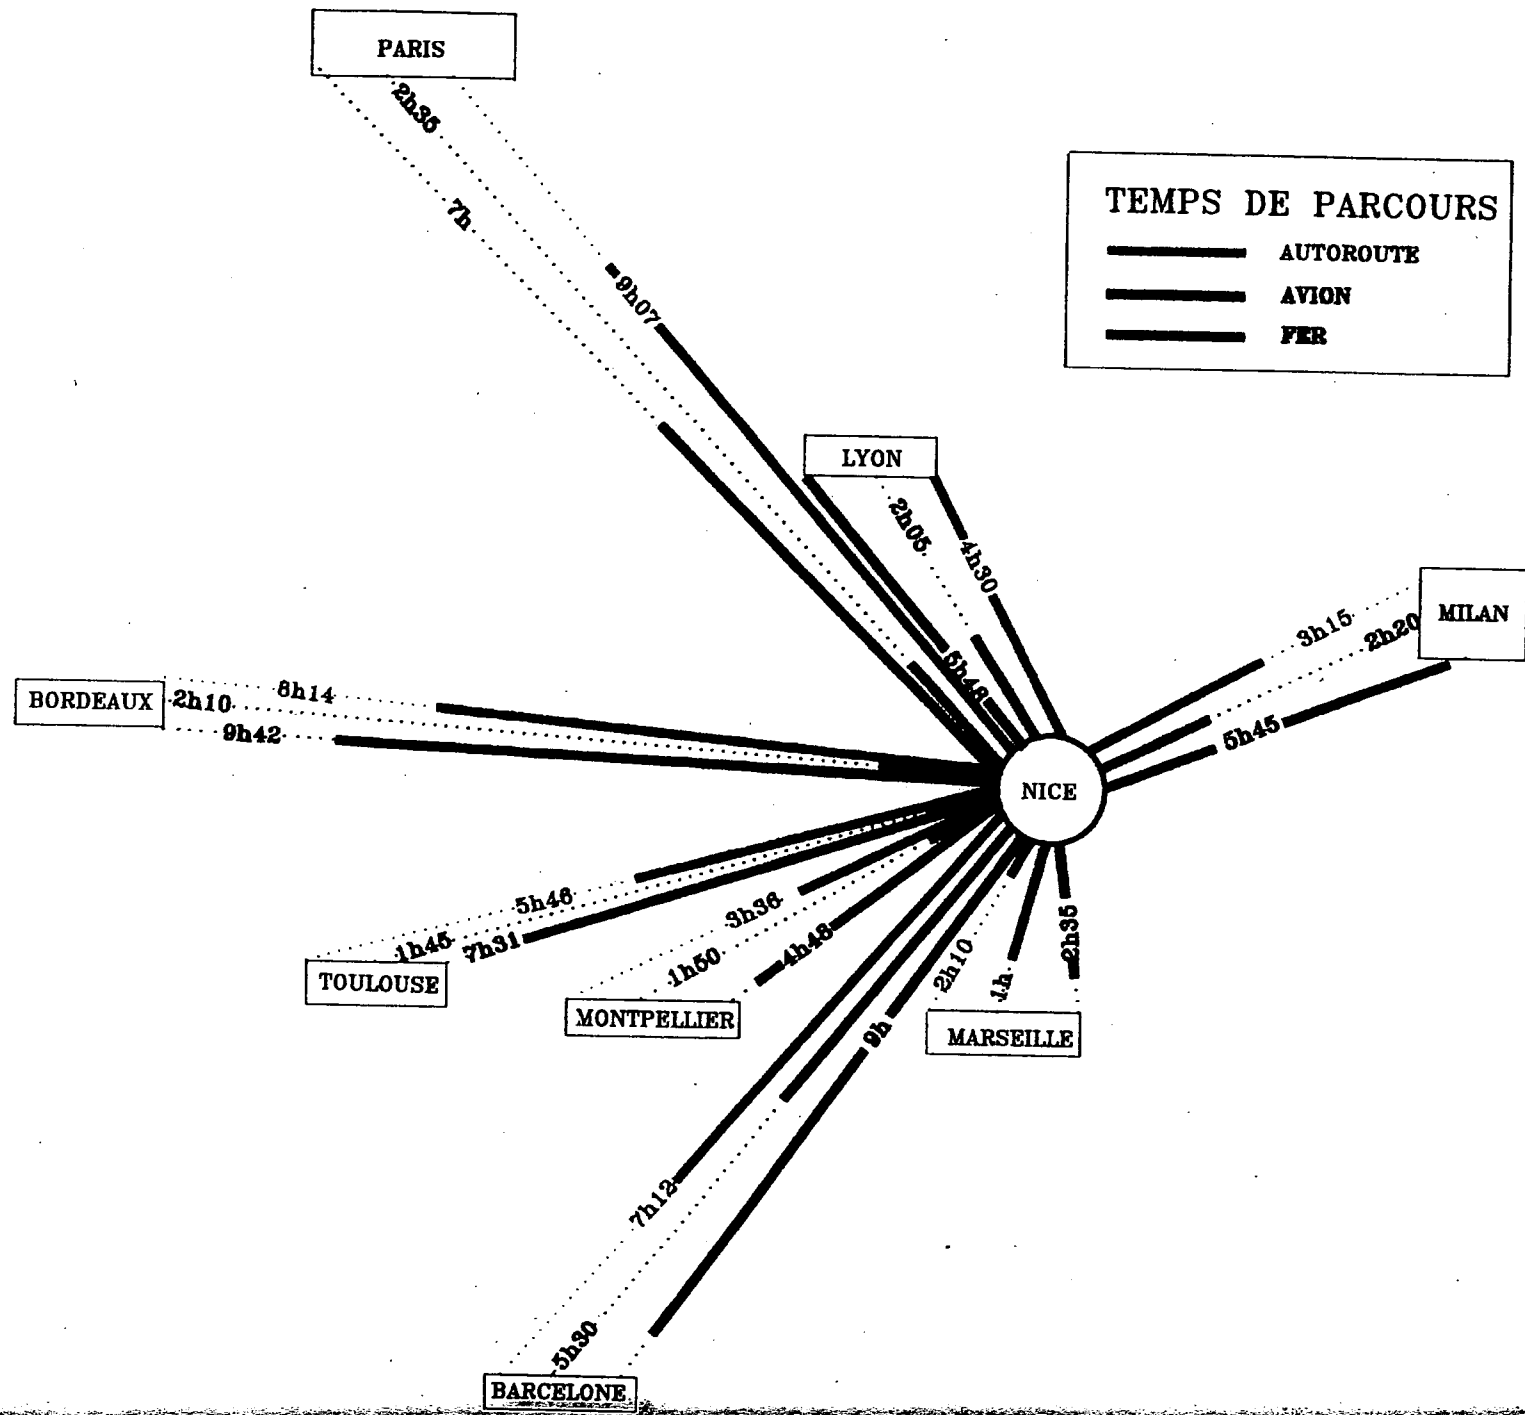 PARIS
2h35
7h
9h07
TEMPS DE PARCOURS
AUTOROUTE
AVION
FER
LYON
2h05
4h30
5h48
MILAN
3h15
2h20
5h45
BORDEAUX
8h14
2h10
9h42
NICE
5h46
1h45
7h31
TOULOUSE
3h36
1h50
4h48
MONTPELLIER
2h10
1h
2h35
MARSEILLE
9h
7h12
5h30
BARCELONE